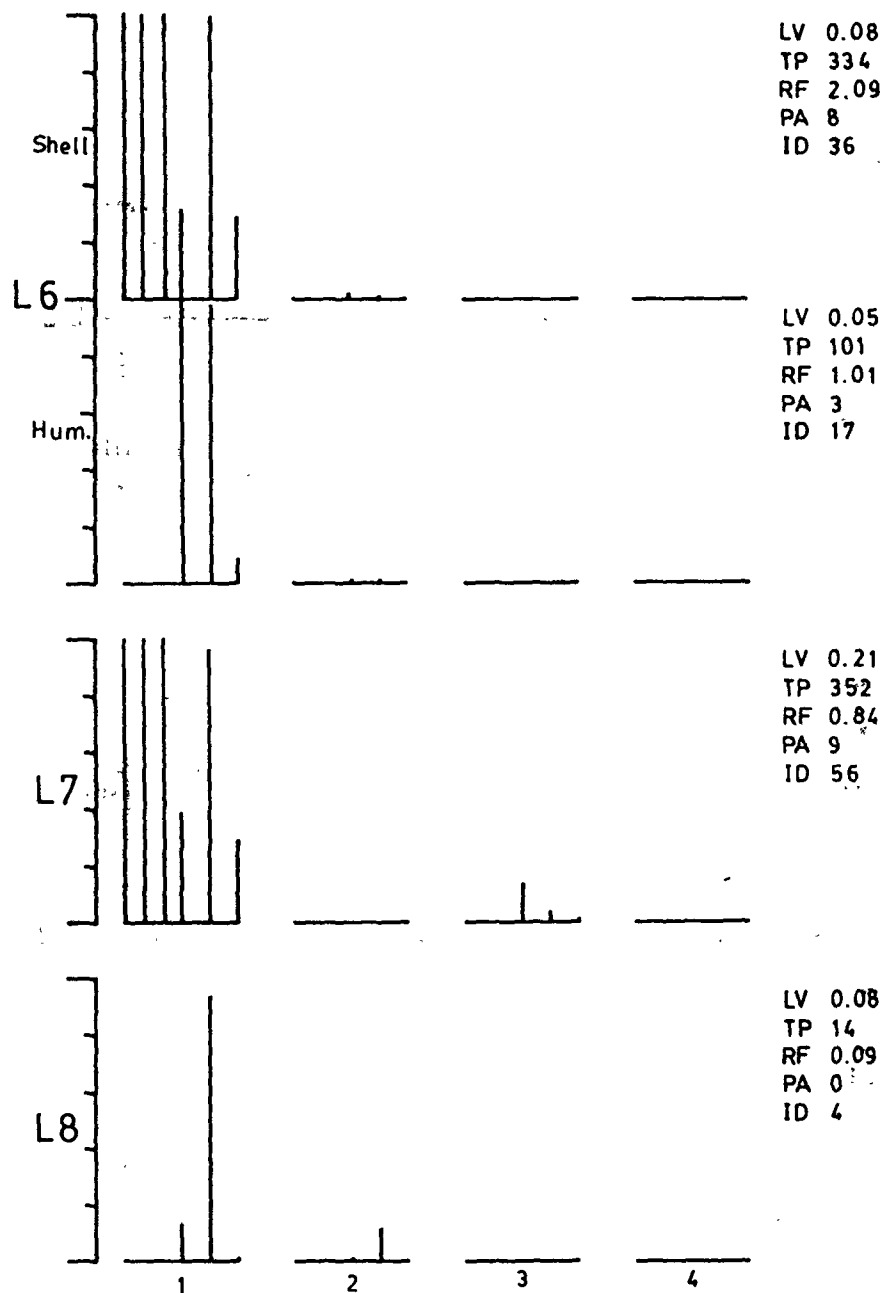 LV 0.08
TP 334
RF 2.09
PA 8
ID 36
Shell
L6
LV 0.05
TP 101
RF 1.01
PA 3
ID 17
Hum.
LV 0.21
TP 352
RF 0.84
PA 9
ID 56
L7
LV 0.08
TP 14
RF 0.09
PA 0
ID 4
L8
1 2 3 4